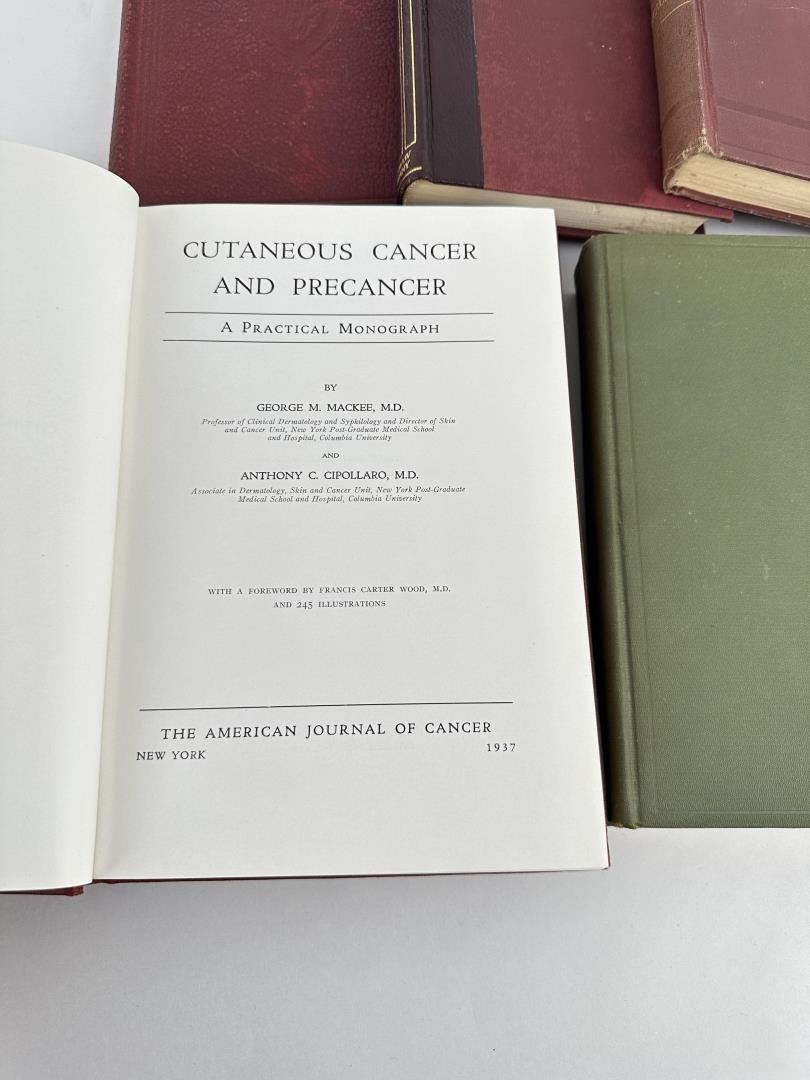 CUTANEOUS CANCER
AND PRECANCER
A PRACTICAL MONOGRAPH
BY
GEORGE M. MACKEE, M.D.
Professor of Clinical Dermatology and Syphilology and Director of Skin
and Cancer Unit, New York Post-Graduate Medical School
and Hospital, Columbia University
AND
ANTHONY C. CIPOLLARO, M.D.
Associate in Dermatology, Skin and Cancer Unit, New York Post-Graduate
Medical School and Hospital, Columbia University
WITH A FOREWORD BY FRANCIS CARTER WOOD, M.D.
AND 245 ILLUSTRATIONS
THE AMERICAN JOURNAL OF CANCER
NEW YORK 1937